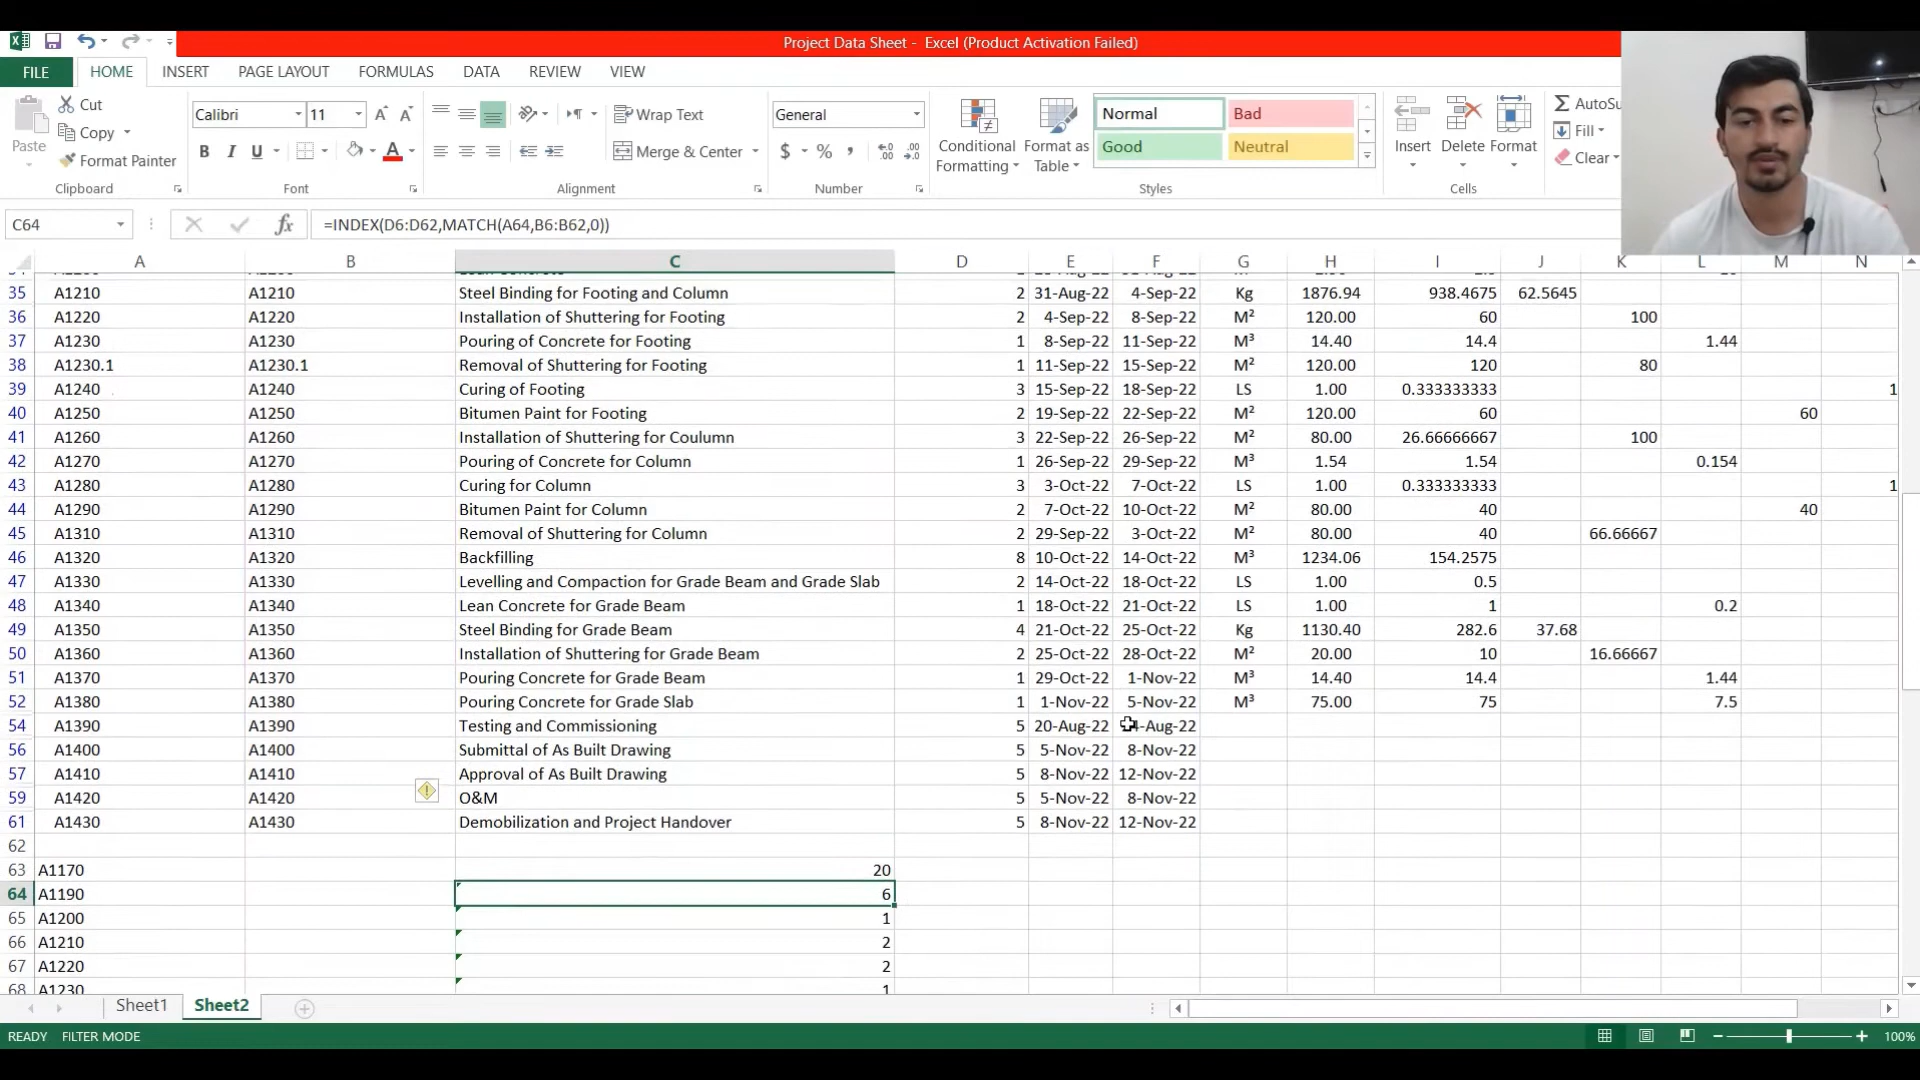 Project Data Sheet - Excel (Product Activation Failed)
FILE HOME INSERT PAGE LAYOUT FORMULAS DATA REVIEW VIEW
Paste Cut Copy Format Painter Clipboard
Calibri 11 B I U A A A Font
Wrap Text Merge & Center Alignment
General $ % , Number
Conditional Formatting Format as Table Normal Bad Good Neutral Styles
Insert Delete Format Cells
AutoSu Fill Clear
C64 fx =INDEX(D6:D62,MATCH(A64,B6:B62,0))
A B C D E F G H I J K L M N
35 A1210 A1210 Steel Binding for Footing and Column 2 31-Aug-22 4-Sep-22 Kg 1876.94 938.4675 62.5645
36 A1220 A1220 Installation of Shuttering for Footing 2 4-Sep-22 8-Sep-22 M² 120.00 60 100
37 A1230 A1230 Pouring of Concrete for Footing 1 8-Sep-22 11-Sep-22 M³ 14.40 14.4 1.44
38 A1230.1 A1230.1 Removal of Shuttering for Footing 1 11-Sep-22 15-Sep-22 M² 120.00 120 80
39 A1240 A1240 Curing of Footing 3 15-Sep-22 18-Sep-22 LS 1.00 0.333333333 1
40 A1250 A1250 Bitumen Paint for Footing 2 19-Sep-22 22-Sep-22 M² 120.00 60 60
41 A1260 A1260 Installation of Shuttering for Coulumn 3 22-Sep-22 26-Sep-22 M² 80.00 26.66666667 100
42 A1270 A1270 Pouring of Concrete for Column 1 26-Sep-22 29-Sep-22 M³ 1.54 1.54 0.154
43 A1280 A1280 Curing for Column 3 3-Oct-22 7-Oct-22 LS 1.00 0.333333333 1
44 A1290 A1290 Bitumen Paint for Column 2 7-Oct-22 10-Oct-22 M² 80.00 40 40
45 A1310 A1310 Removal of Shuttering for Column 2 29-Sep-22 3-Oct-22 M² 80.00 40 66.66667
46 A1320 A1320 Backfilling 8 10-Oct-22 14-Oct-22 M³ 1234.06 154.2575
47 A1330 A1330 Levelling and Compaction for Grade Beam and Grade Slab 2 14-Oct-22 18-Oct-22 LS 1.00 0.5
48 A1340 A1340 Lean Concrete for Grade Beam 1 18-Oct-22 21-Oct-22 LS 1.00 1 0.2
49 A1350 A1350 Steel Binding for Grade Beam 4 21-Oct-22 25-Oct-22 Kg 1130.40 282.6 37.68
50 A1360 A1360 Installation of Shuttering for Grade Beam 2 25-Oct-22 28-Oct-22 M² 20.00 10 16.66667
51 A1370 A1370 Pouring Concrete for Grade Beam 1 29-Oct-22 1-Nov-22 M³ 14.40 14.4 1.44
52 A1380 A1380 Pouring Concrete for Grade Slab 1 1-Nov-22 5-Nov-22 M³ 75.00 75 7.5
54 A1390 A1390 Testing and Commissioning 5 20-Aug-22 -Aug-22
56 A1400 A1400 Submittal of As Built Drawing 5 5-Nov-22 8-Nov-22
57 A1410 A1410 Approval of As Built Drawing 5 8-Nov-22 12-Nov-22
59 A1420 A1420 O&M 5 5-Nov-22 8-Nov-22
61 A1430 A1430 Demobilization and Project Handover 5 8-Nov-22 12-Nov-22
62
63 A1170 20
64 A1190 6
65 A1200 1
66 A1210 2
67 A1220 2
68 A1230 1
Sheet1 Sheet2
READY FILTER MODE 100%